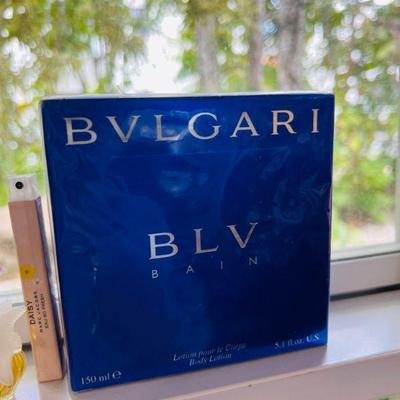 BVLGARI
BLV
BAIN
Lotion pour le Corps
Body Lotion
150 ml ℮
5.1 fl.oz. U.S.
DAISY
MARC JACOBS
EAU SO FRESH